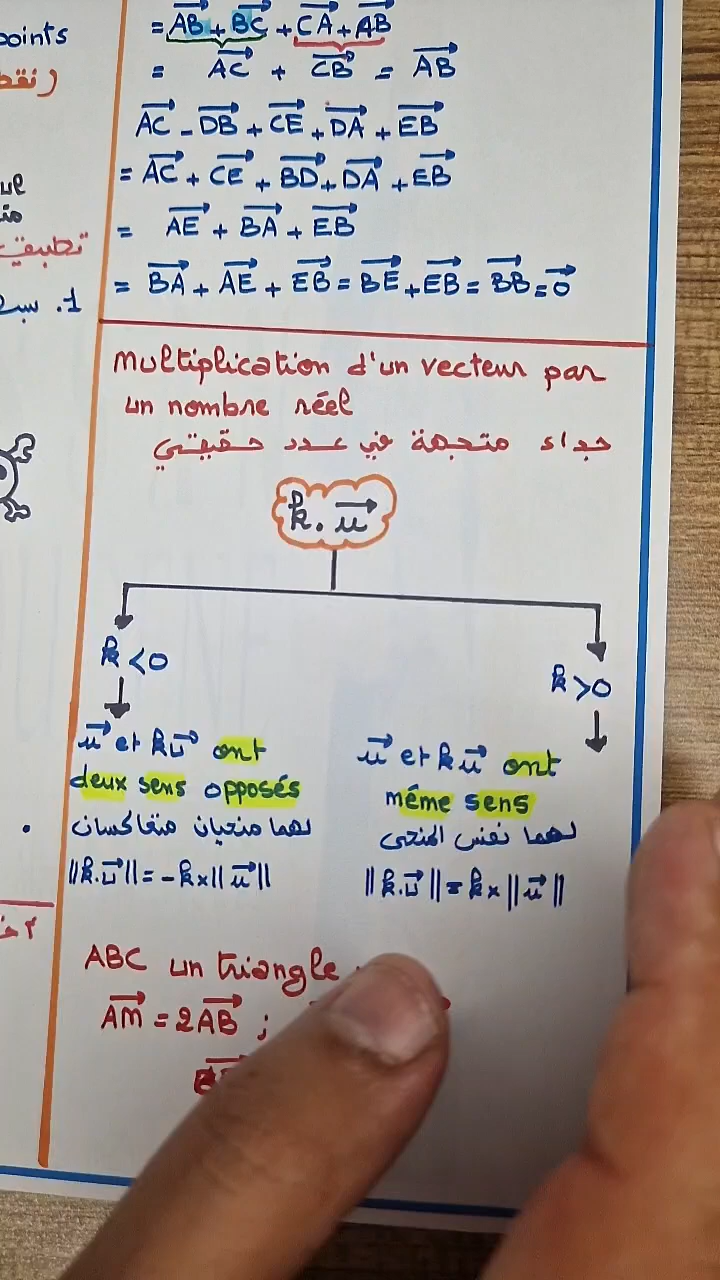 points
= AB + BC + CA + AB
= AC + CB = AB
AC - DB + CE + DA + EB
= AC + CE + BD + DA + EB
= AE + BA + EB
= BA + AE + EB = BE + EB = BB = 0
تطبيق
1.
multiplication d'un vecteur par
un nombre réel
جداء متجهة في عدد حقيقي
k. u
k < 0
k > 0
u et ku ont
deux sens opposés
لهما منحيان متعاكسان
||k.u|| = -k x ||u||
u et ku ont
même sens
لهما نفس المنحى
||k.u|| = k x ||u||
ABC un triangle
AM = 2AB ;